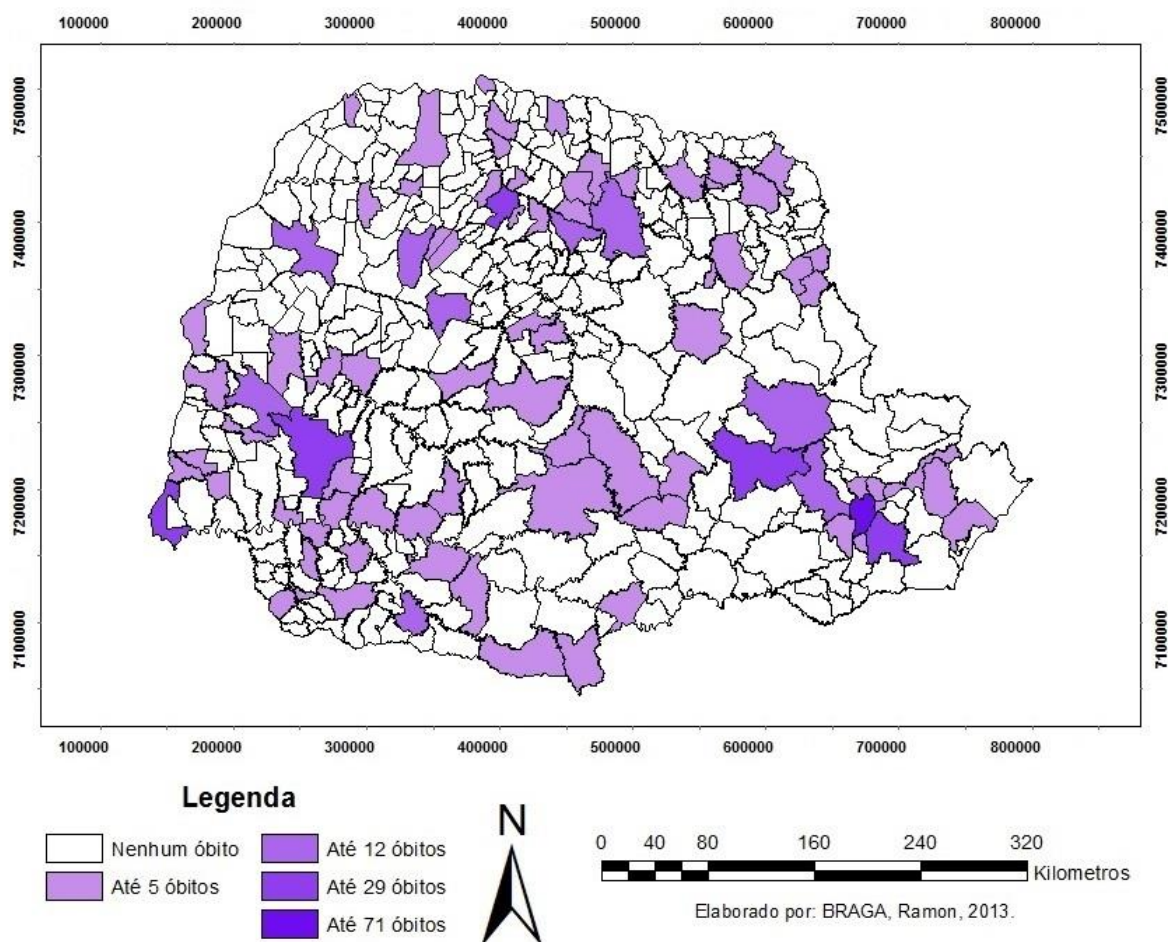 100000 200000 300000 400000 500000 600000 700000 800000
7500000 7500000
7400000 7400000
7300000 7300000
7200000 7200000
7100000 7100000
100000 200000 300000 400000 500000 600000 700000 800000
Legenda
Nenhum óbito
Até 5 óbitos
Até 12 óbitos
Até 29 óbitos
Até 71 óbitos
N
0 40 80 160 240 320
Kilometros
Elaborado por: BRAGA, Ramon, 2013.